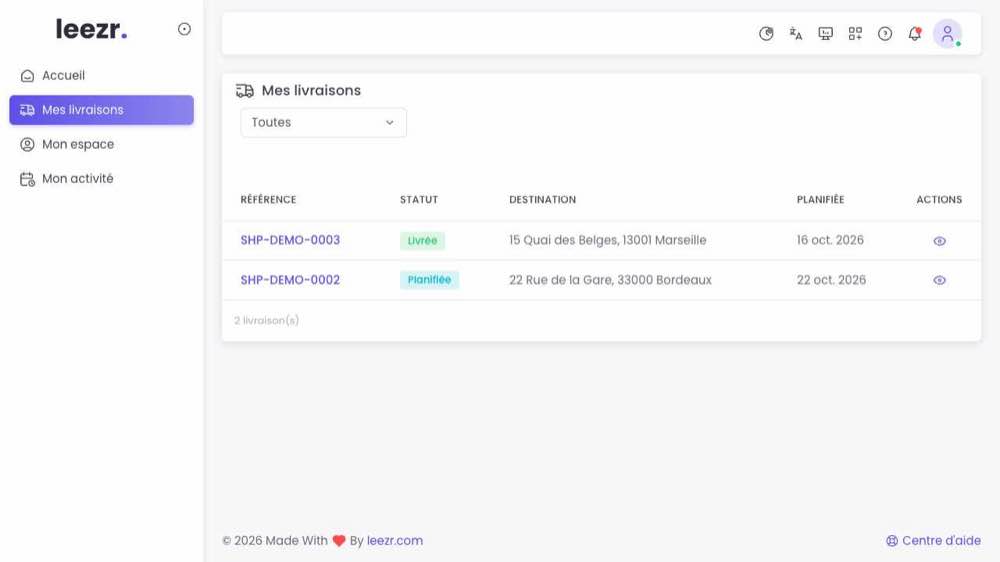 leezr.
Accueil
Mes livraisons
Mon espace
Mon activité
Mes livraisons
Toutes
RÉFÉRENCE STATUT DESTINATION PLANIFIÉE ACTIONS
SHP-DEMO-0003 Livrée 15 Quai des Belges, 13001 Marseille 16 oct. 2026
SHP-DEMO-0002 Planifiée 22 Rue de la Gare, 33000 Bordeaux 22 oct. 2026
2 livraison(s)
© 2026 Made With ❤ By leezr.com
Centre d'aide